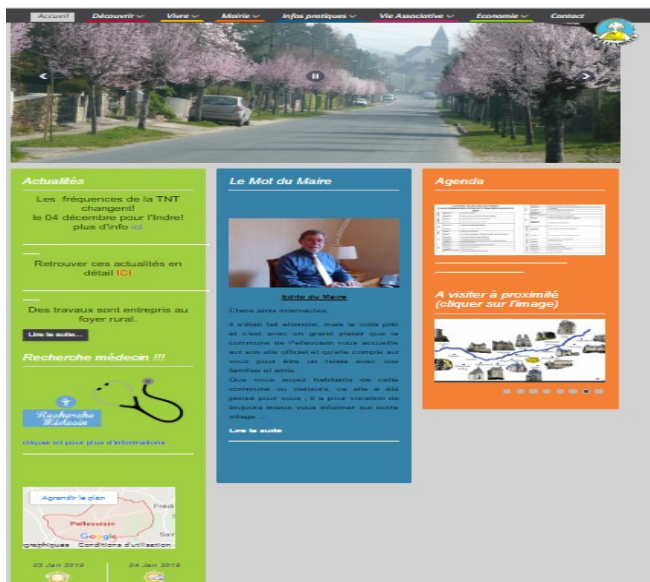 Accueil
Découvrir
Vivre
Mairie
Infos pratiques
Vie Associative
Economie
Contact
Actualités
Les fréquences de la TNT
changent!
le 04 décembre pour l'Indre!
plus d'info ici
Retrouver ces actualités en
détail ICI
Des travaux sont entrepris au
foyer rural.
Lire la suite...
Recherche médecin !!!
Recherche
Médecin
cliquer ici pour plus d'informations
Agrandir le plan
Pellevoisin
Google
graphiques Conditions d'utilisation
03 Jan 2019
04 Jan 2019
Le Mot du Maire
Edito du Maire
Chers amis internautes,
Il s'était fait attendre, mais le voilà prêt
et c'est avec un grand plaisir que la
commune de Pellevoisin vous accueille
sur son site officiel et qu'elle compte sur
vous pour être un relais avec vos
familles et amis.
Que vous soyez habitants de cette
commune ou visiteurs, ce site a été
pensé pour vous ; il a pour vocation de
toujours mieux vous informer sur notre
village ...
Lire la suite
Agenda
A visiter à proximité
(cliquer sur l'image)